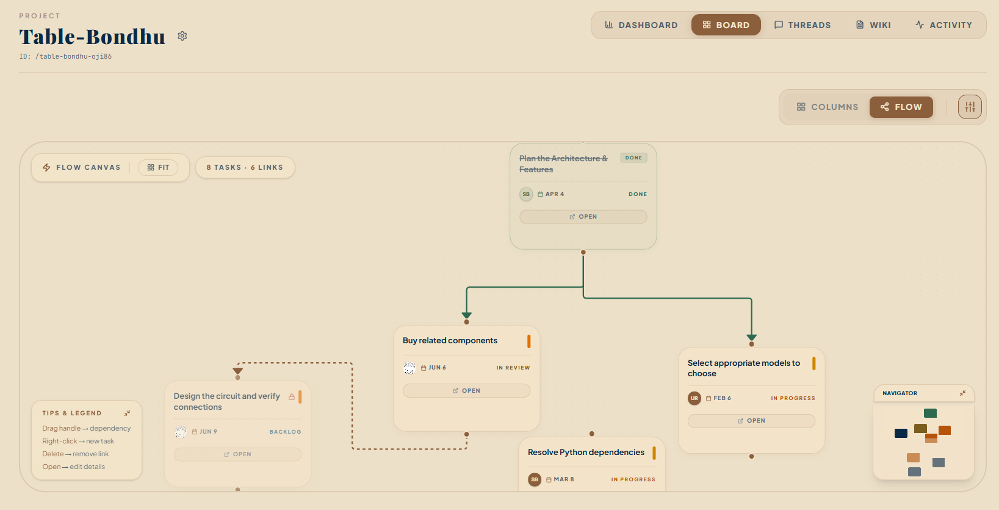 PROJECT
Table-Bondhu
ID: /table-bondhu-oji86
DASHBOARD
BOARD
THREADS
WIKI
ACTIVITY
COLUMNS
FLOW
FLOW CANVAS
FIT
8 TASKS · 6 LINKS
Plan the Architecture &
Features
DONE
SB
APR 4
DONE
OPEN
Buy related components
JUN 6
IN REVIEW
OPEN
Select appropriate models to
choose
UR
FEB 6
IN PROGRESS
OPEN
Design the circuit and verify
connections
JUN 9
BACKLOG
OPEN
Resolve Python dependencies
SB
MAR 8
IN PROGRESS
TIPS & LEGEND
Drag handle → dependency
Right-click → new task
Delete → remove link
Open → edit details
NAVIGATOR